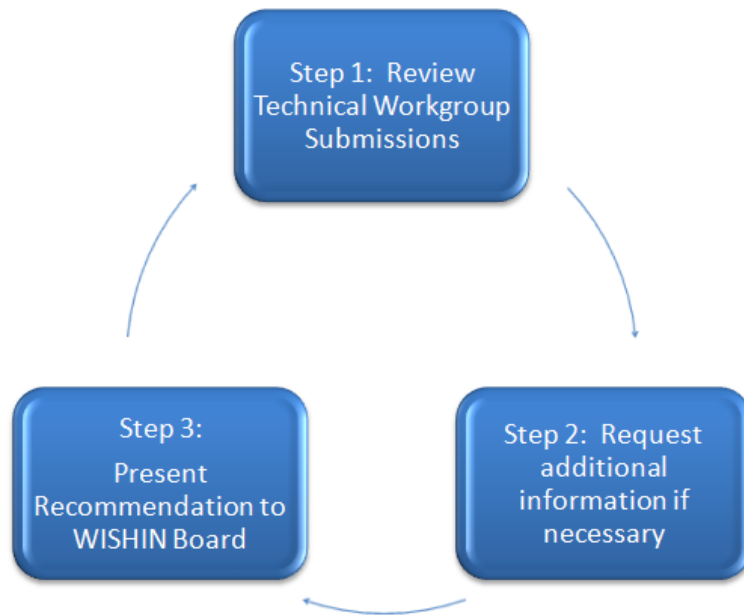 Step 1:  Review
Technical Workgroup
Submissions
Step 2:  Request
additional
information if
necessary
Step 3:
Present
Recommendation to
WISHIN Board